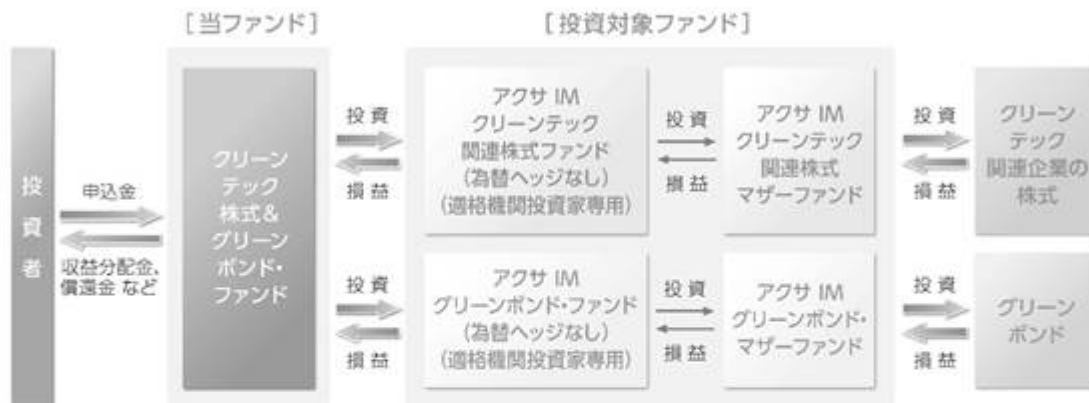 [当ファンド]
[投資対象ファンド]
投資者
申込金
収益分配金、
償還金 など
クリーン
テック
株式＆
グリーン
ボンド・
ファンド
投資
損益
アクサ IM
クリーンテック
関連株式ファンド
(為替ヘッジなし)
(適格機関投資家専用)
投資
損益
アクサ IM
クリーンテック
関連株式
マザーファンド
投資
損益
クリーン
テック
関連企業の
株式
投資
損益
アクサ IM
グリーンボンド・ファンド
(為替ヘッジなし)
(適格機関投資家専用)
投資
損益
アクサ IM
グリーンボンド・
マザーファンド
投資
損益
グリーン
ボンド